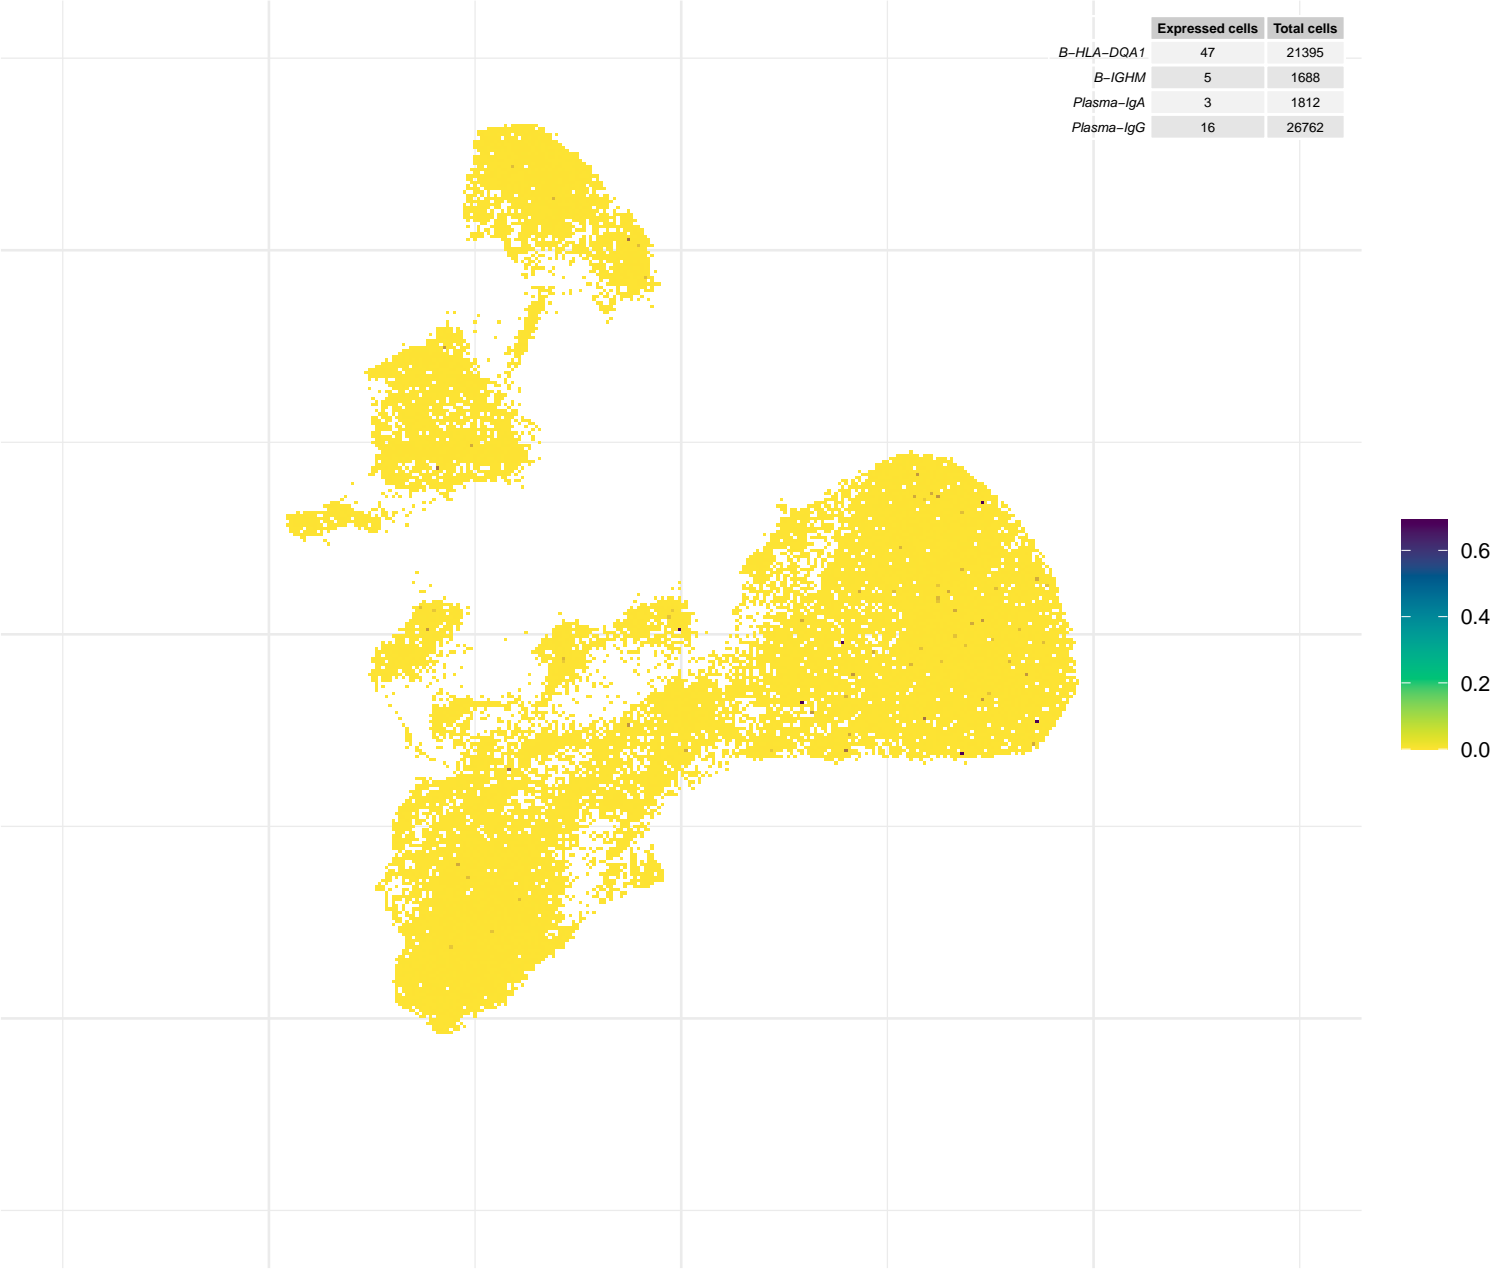 Expressed cells Total cells
B−HLA−DQA1 47 21395
B−IGHM 5 1688
Plasma−IgA 3 1812
Plasma−IgG 16 26762
0.6
0.4
0.2
0.0